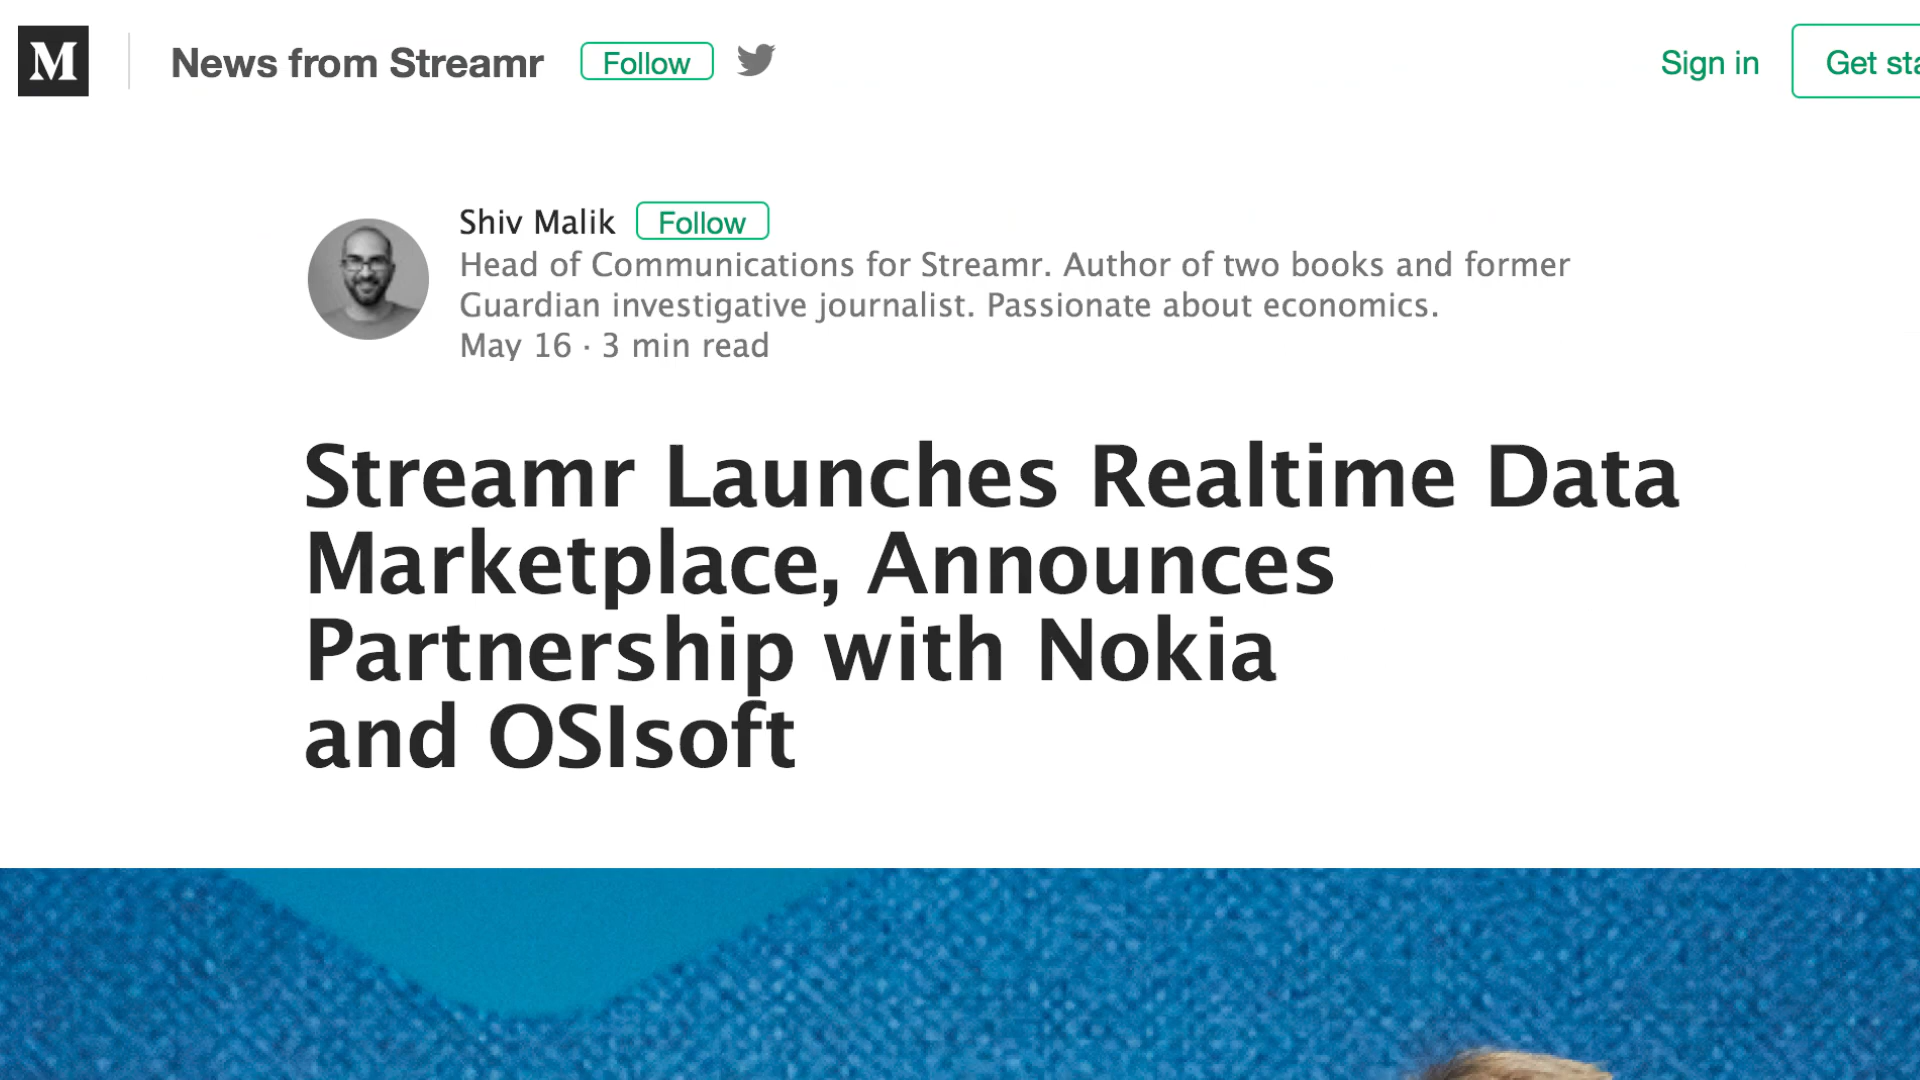 M
News from Streamr Follow
Sign in
Get sta
Shiv Malik Follow
Head of Communications for Streamr. Author of two books and former
Guardian investigative journalist. Passionate about economics.
May 16 · 3 min read
Streamr Launches Realtime Data
Marketplace, Announces
Partnership with Nokia
and OSIsoft